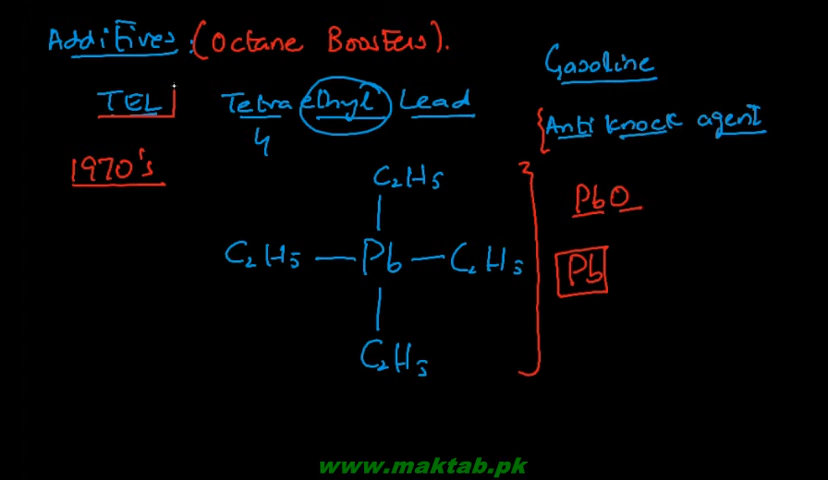 Additives: (Octane Boosters).
Gasoline
TEL Tetra ethyl Lead
4
{Anti knock agent
1970's
C₂H₅
PbO
C₂H₅ — Pb — C₂H₅
Pb
C₂H₅
www.maktab.pk